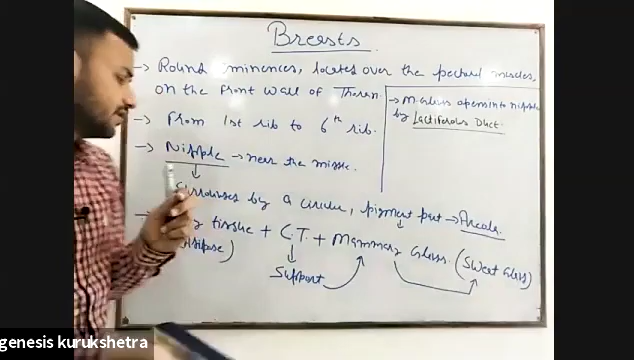 Breasts
→ Round eminences, located over the pectoral muscles,
on the front wall of Thorax.
→ From 1st rib to 6th rib.
→ Nipple → near the middle.
↓
Surrounded by a circular, pigment part → Areola.
tissue + C.T. + Mammary Glands. (Sweat Glands)
↓
Support
→ M. Glands opens into nipple
by Lactiferous Duct.
genesis kurukshetra